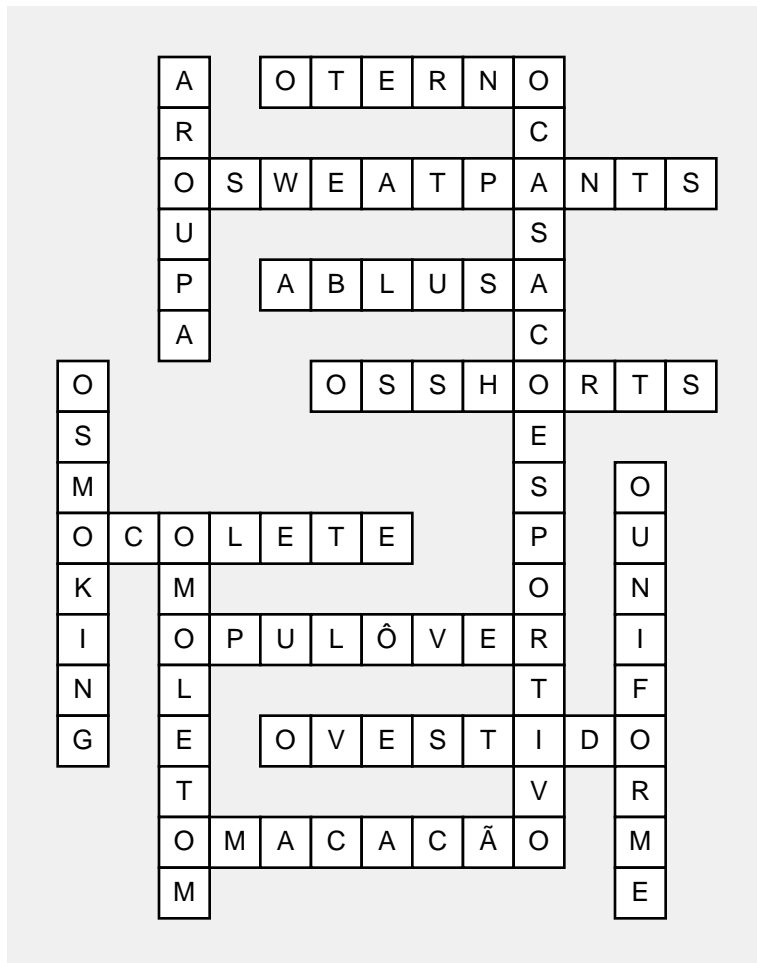 AROUPA
OTERNO
OCASACOESPORTIVO
OSWEATPANTS
ABLUSA
OSMOKING
OSSHORTS
OUNIFORME
OCOLETE
OMOLETOM
OPULÔVER
OVESTIDO
OMACACÃO